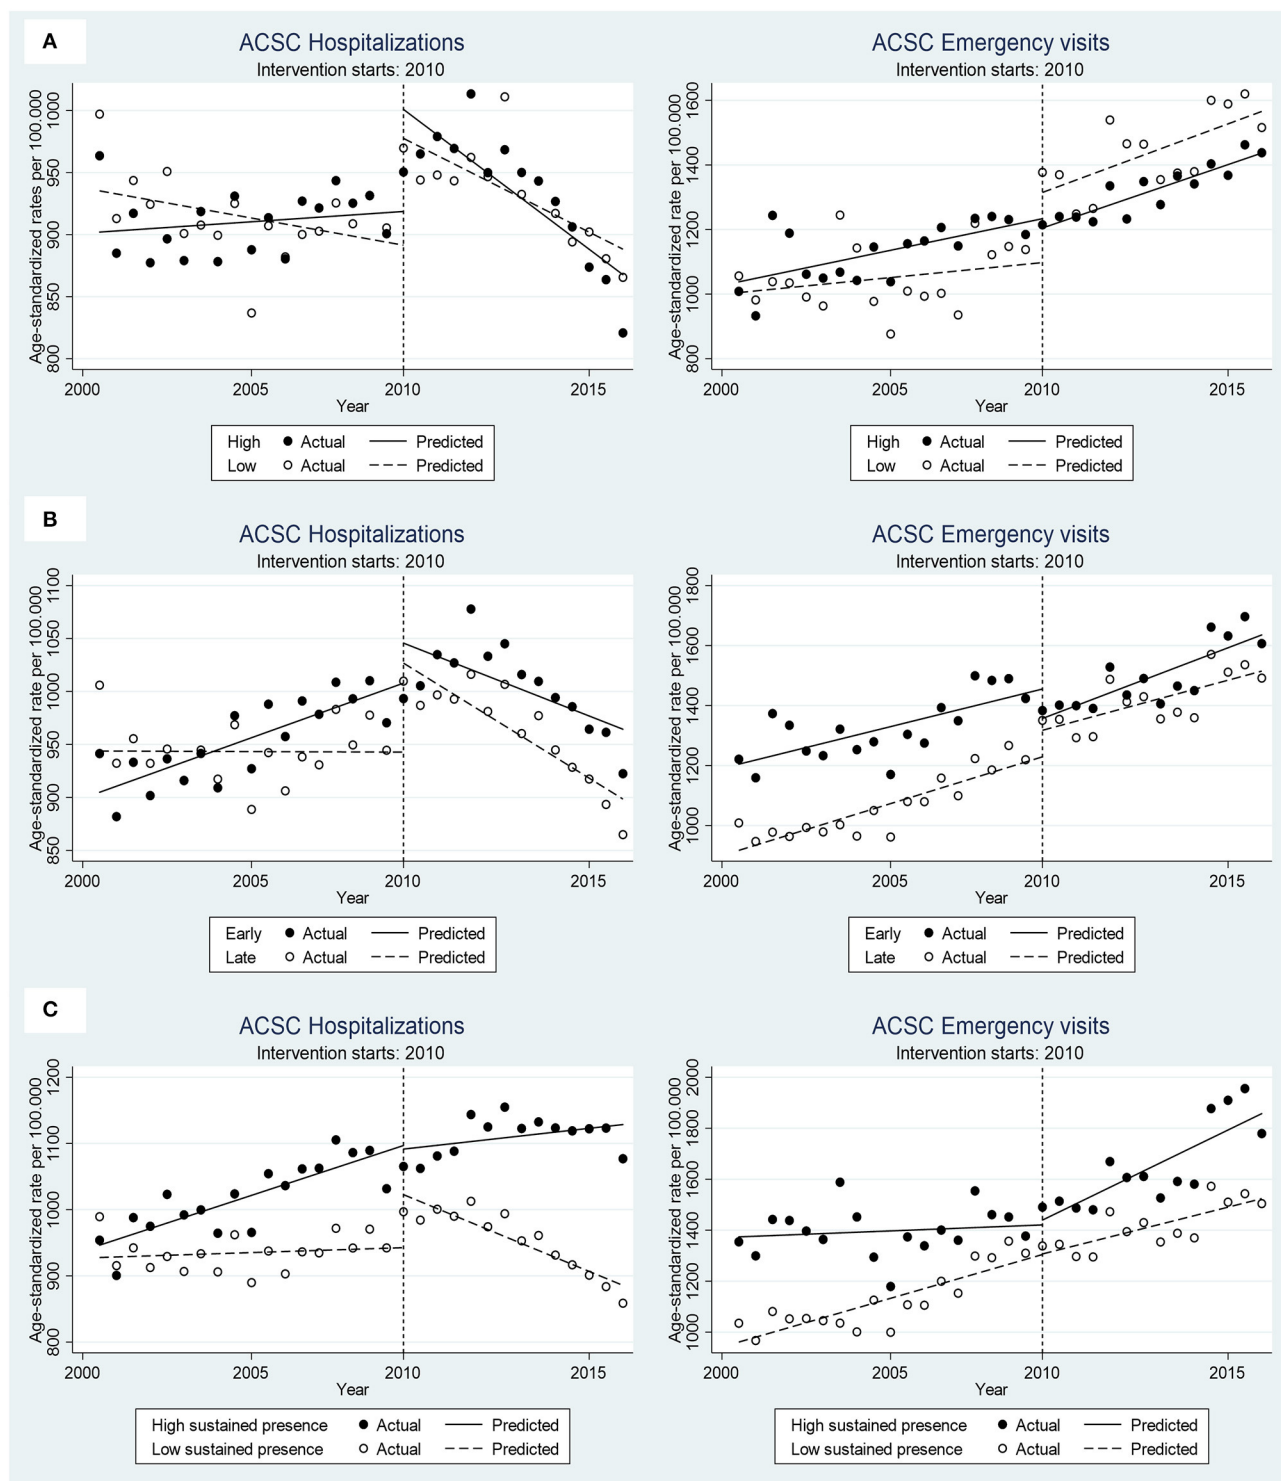 A
ACSC Hospitalizations
Intervention starts: 2010
Age-standardized rates per 100.000
1000
950
900
850
800
2000 2005 2010 2015
Year
High Actual Predicted
Low Actual Predicted
ACSC Emergency visits
Intervention starts: 2010
Age-standardized rates per 100.000
1600
1400
1200
1000
800
2000 2005 2010 2015
Year
High Actual Predicted
Low Actual Predicted
B
ACSC Hospitalizations
Intervention starts: 2010
Age-standardized rate per 100.000
1100
1050
1000
950
900
850
2000 2005 2010 2015
Year
Early Actual Predicted
Late Actual Predicted
ACSC Emergency visits
Intervention starts: 2010
Age-standardized rate per 100.000
1800
1600
1400
1200
1000
2000 2005 2010 2015
Year
Early Actual Predicted
Late Actual Predicted
C
ACSC Hospitalizations
Intervention starts: 2010
Age-standardized rate per 100.000
1200
1100
1000
900
800
2000 2005 2010 2015
Year
High sustained presence Actual Predicted
Low sustained presence Actual Predicted
ACSC Emergency visits
Intervention starts: 2010
Age-standardized rate per 100.000
2000
1800
1600
1400
1200
1000
2000 2005 2010 2015
Year
High sustained presence Actual Predicted
Low sustained presence Actual Predicted